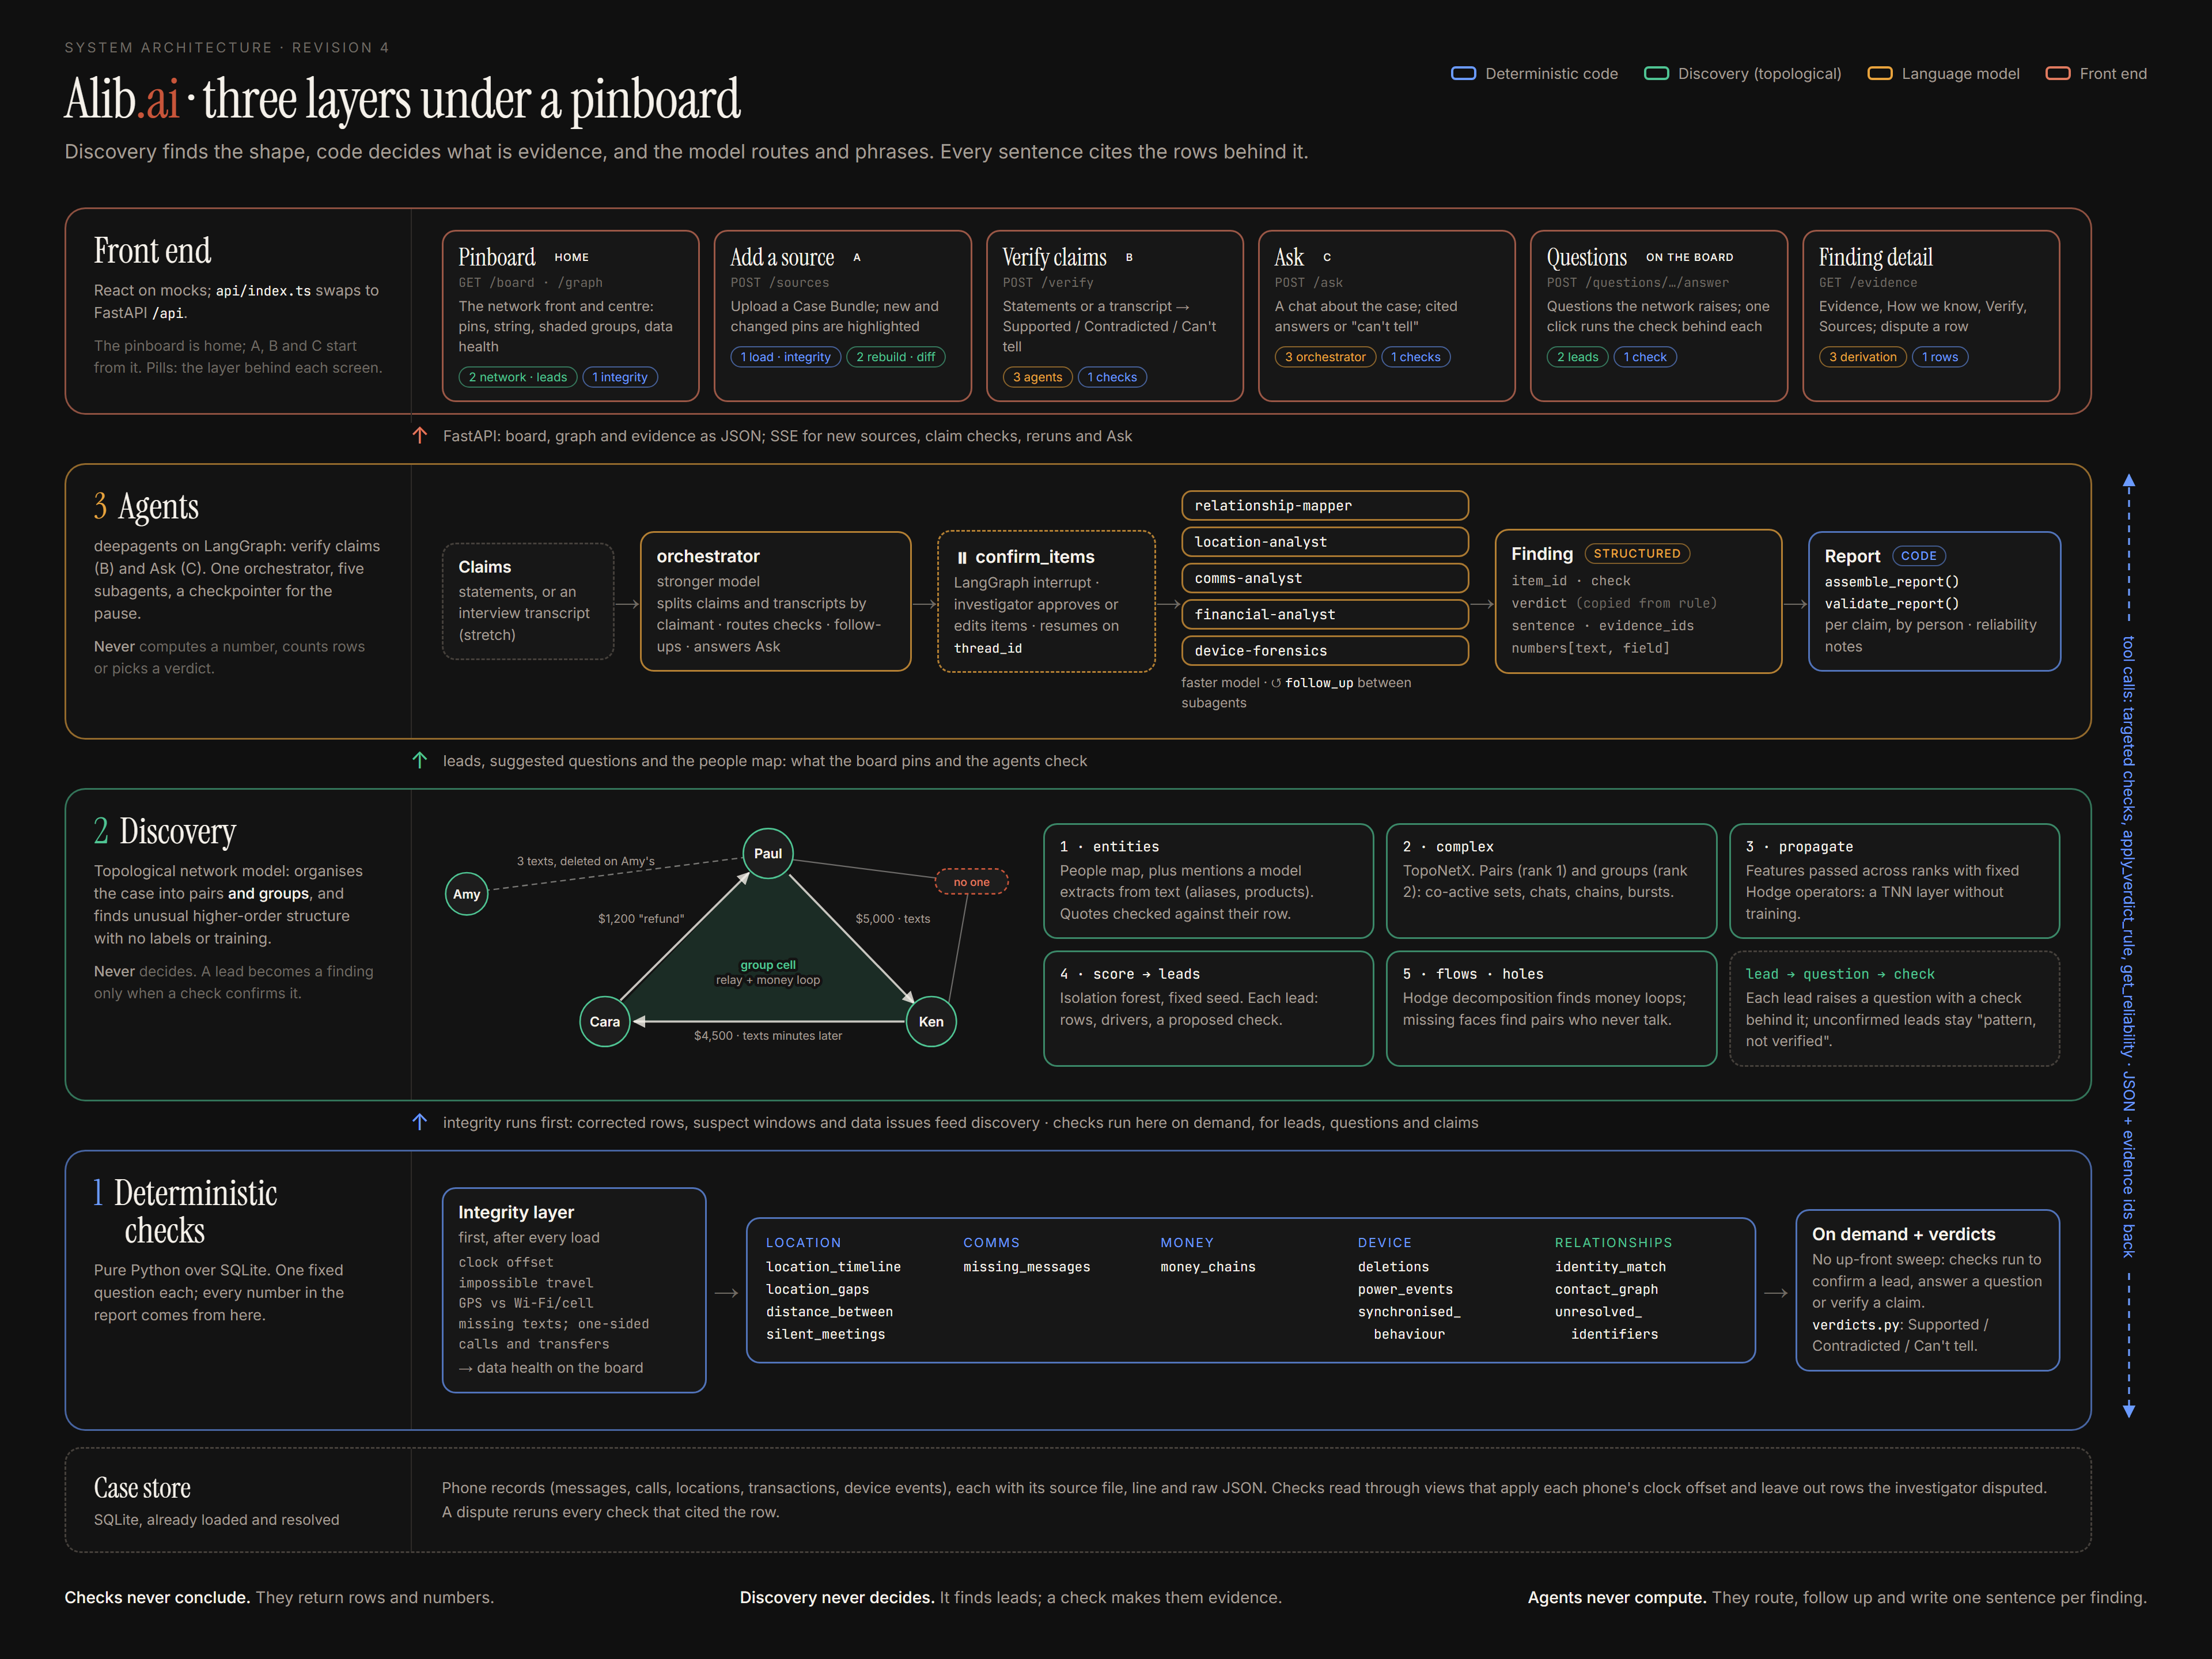 SYSTEM ARCHITECTURE · REVISION 4
Alib.ai · three layers under a pinboard
Discovery finds the shape, code decides what is evidence, and the model routes and phrases. Every sentence cites the rows behind it.
Deterministic code
Discovery (topological)
Language model
Front end
Front end
React on mocks; api/index.ts swaps to
FastAPI /api.
The pinboard is home; A, B and C start
from it. Pills: the layer behind each screen.
Pinboard HOME
GET /board · /graph
The network front and centre:
pins, string, shaded groups, data
health
2 network · leads
1 integrity
Add a source A
POST /sources
Upload a Case Bundle; new and
changed pins are highlighted
1 load · integrity
2 rebuild · diff
Verify claims B
POST /verify
Statements or a transcript →
Supported / Contradicted / Can't
tell
3 agents
1 checks
Ask C
POST /ask
A chat about the case; cited
answers or "can't tell"
3 orchestrator
1 checks
Questions ON THE BOARD
POST /questions/…/answer
Questions the network raises; one
click runs the check behind each
2 leads
1 check
Finding detail
GET /evidence
Evidence, How we know, Verify,
Sources; dispute a row
3 derivation
1 rows
↑ FastAPI: board, graph and evidence as JSON; SSE for new sources, claim checks, reruns and Ask
3 Agents
deepagents on LangGraph: verify claims
(B) and Ask (C). One orchestrator, five
subagents, a checkpointer for the
pause.
Never computes a number, counts rows
or picks a verdict.
Claims
statements, or an
interview transcript
(stretch)
orchestrator
stronger model
splits claims and transcripts by
claimant · routes checks · follow-
ups · answers Ask
⏸ confirm_items
LangGraph interrupt ·
investigator approves or
edits items · resumes on
thread_id
relationship-mapper
location-analyst
comms-analyst
financial-analyst
device-forensics
faster model · ↺ follow_up between
subagents
Finding STRUCTURED
item_id · check
verdict (copied from rule)
sentence · evidence_ids
numbers[text, field]
Report CODE
assemble_report()
validate_report()
per claim, by person · reliability
notes
↑ leads, suggested questions and the people map: what the board pins and the agents check
2 Discovery
Topological network model: organises
the case into pairs and groups, and
finds unusual higher-order structure
with no labels or training.
Never decides. A lead becomes a finding
only when a check confirms it.
Paul
3 texts, deleted on Amy's
Amy
no one
$1,200 "refund"
$5,000 · texts
group cell
relay + money loop
Cara
Ken
$4,500 · texts minutes later
1 · entities
People map, plus mentions a model
extracts from text (aliases, products).
Quotes checked against their row.
2 · complex
TopoNetX. Pairs (rank 1) and groups (rank
2): co-active sets, chats, chains, bursts.
3 · propagate
Features passed across ranks with fixed
Hodge operators: a TNN layer without
training.
4 · score → leads
Isolation forest, fixed seed. Each lead:
rows, drivers, a proposed check.
5 · flows · holes
Hodge decomposition finds money loops;
missing faces find pairs who never talk.
lead → question → check
Each lead raises a question with a check
behind it; unconfirmed leads stay "pattern,
not verified".
↑ integrity runs first: corrected rows, suspect windows and data issues feed discovery · checks run here on demand, for leads, questions and claims
tool calls: targeted checks, apply_verdict_rule, get_reliability · JSON + evidence ids back
1 Deterministic
checks
Pure Python over SQLite. One fixed
question each; every number in the
report comes from here.
Integrity layer
first, after every load
clock offset
impossible travel
GPS vs Wi-Fi/cell
missing texts; one-sided
calls and transfers
→ data health on the board
LOCATION
location_timeline
location_gaps
distance_between
silent_meetings
COMMS
missing_messages
MONEY
money_chains
DEVICE
deletions
power_events
synchronised_
behaviour
RELATIONSHIPS
identity_match
contact_graph
unresolved_
identifiers
On demand + verdicts
No up-front sweep: checks run to
confirm a lead, answer a question
or verify a claim.
verdicts.py: Supported /
Contradicted / Can't tell.
Case store
SQLite, already loaded and resolved
Phone records (messages, calls, locations, transactions, device events), each with its source file, line and raw JSON. Checks read through views that apply each phone's clock offset and leave out rows the investigator disputed.
A dispute reruns every check that cited the row.
Checks never conclude. They return rows and numbers.
Discovery never decides. It finds leads; a check makes them evidence.
Agents never compute. They route, follow up and write one sentence per finding.